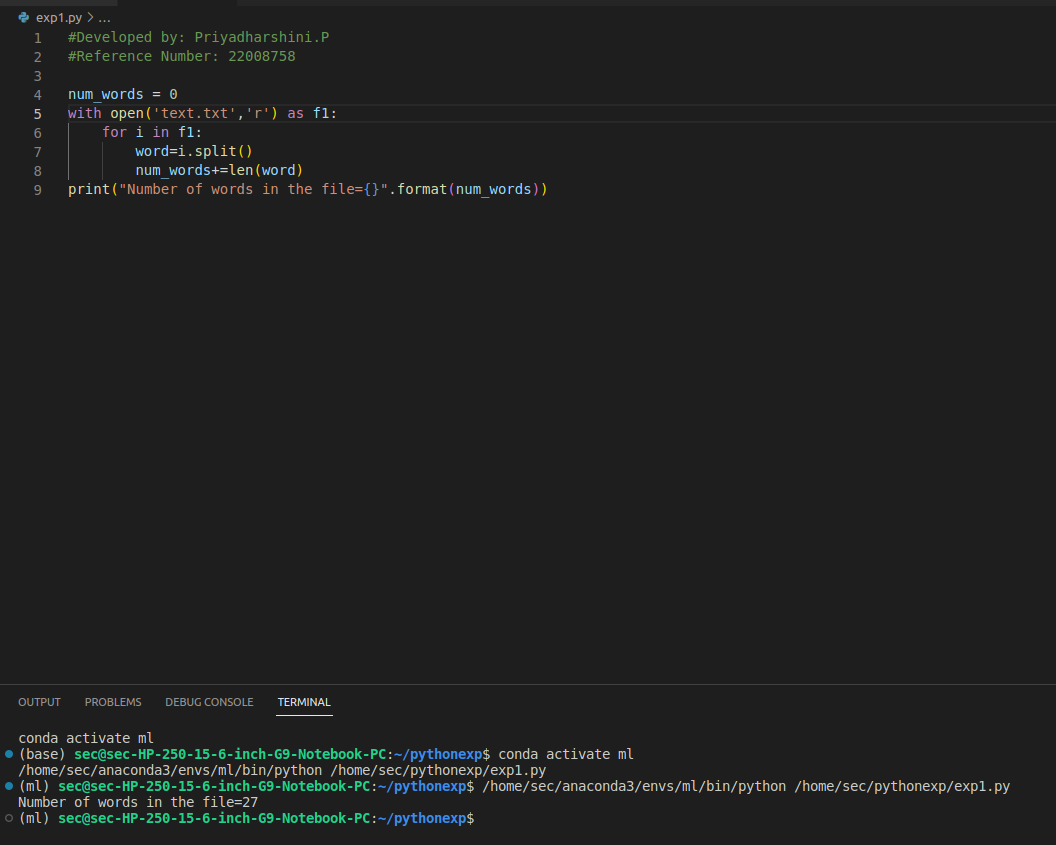 exp1.py > ...
1 #Developed by: Priyadharshini.P
2 #Reference Number: 22008758
3
4 num_words = 0
5 with open('text.txt','r') as f1:
6     for i in f1:
7         word=i.split()
8         num_words+=len(word)
9 print("Number of words in the file={}".format(num_words))
OUTPUT PROBLEMS DEBUG CONSOLE TERMINAL
conda activate ml
(base) sec@sec-HP-250-15-6-inch-G9-Notebook-PC:~/pythonexp$ conda activate ml
/home/sec/anaconda3/envs/ml/bin/python /home/sec/pythonexp/exp1.py
(ml) sec@sec-HP-250-15-6-inch-G9-Notebook-PC:~/pythonexp$ /home/sec/anaconda3/envs/ml/bin/python /home/sec/pythonexp/exp1.py
Number of words in the file=27
(ml) sec@sec-HP-250-15-6-inch-G9-Notebook-PC:~/pythonexp$